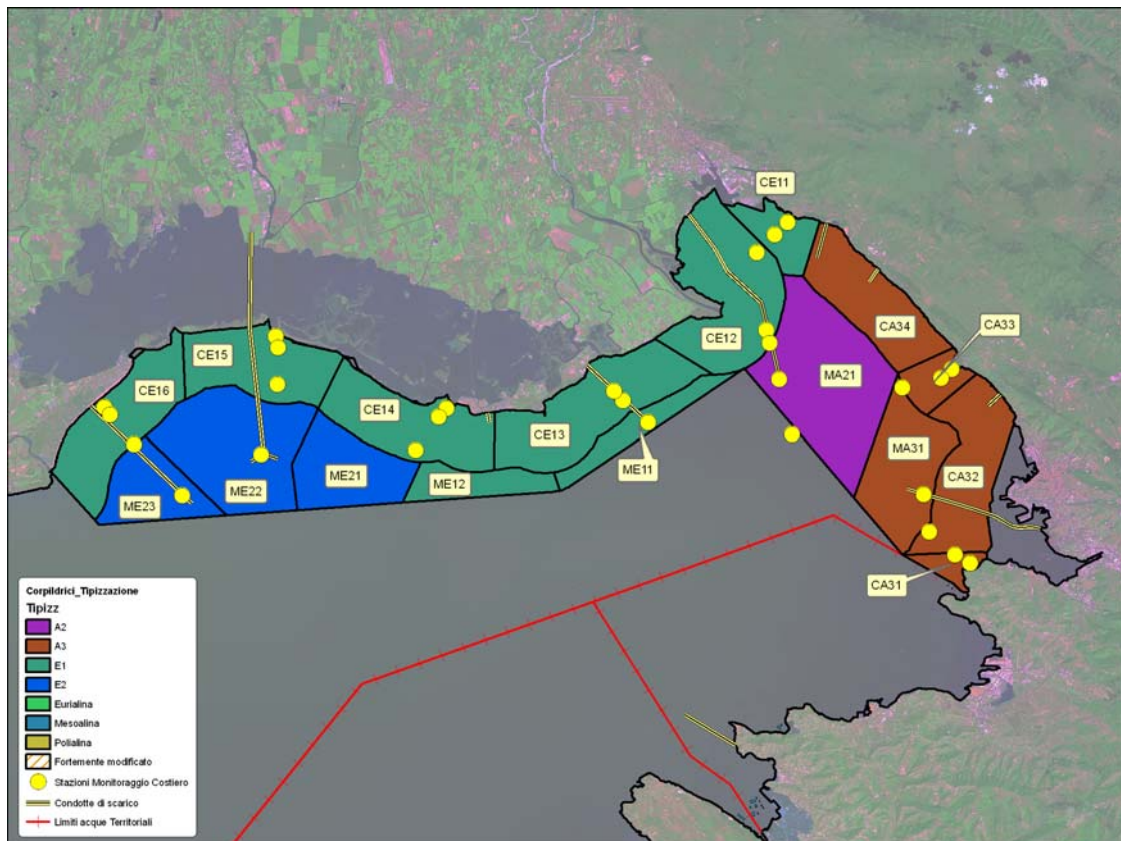 CE11
CE12
CA34
CA33
MA21
CE15
CE16
CE14
CE13
MA31
CA32
ME11
ME21
ME12
ME22
ME23
CA31
CorpiIdrici_Tipizzazione
Tipizz
A2
A3
E1
E2
Eurialina
Mesoalina
Polialina
Fortemente modificato
Stazioni Monitoraggio Costiero
Condotte di scarico
Limiti acque Territoriali